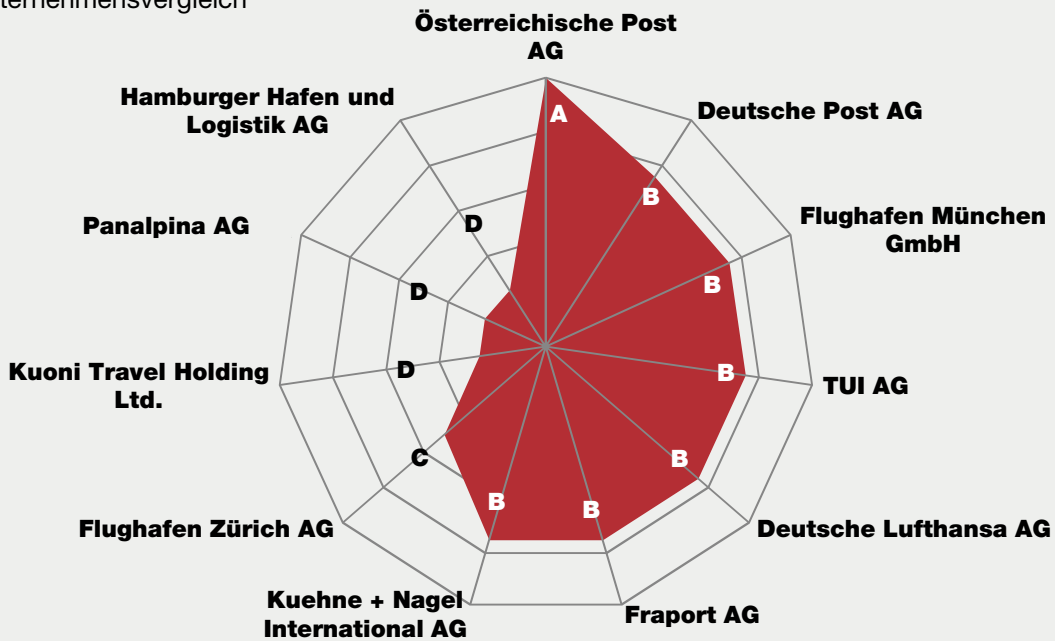 Österreichische Post
AG
Hamburger Hafen und
Logistik AG
A
Deutsche Post AG
B
D
Panalpina AG
Flughafen München
GmbH
D
B
Kuoni Travel Holding
Ltd.
D
B
TUI AG
C
B
Flughafen Zürich AG
B
B
Deutsche Lufthansa AG
Kuehne + Nagel
International AG
Fraport AG